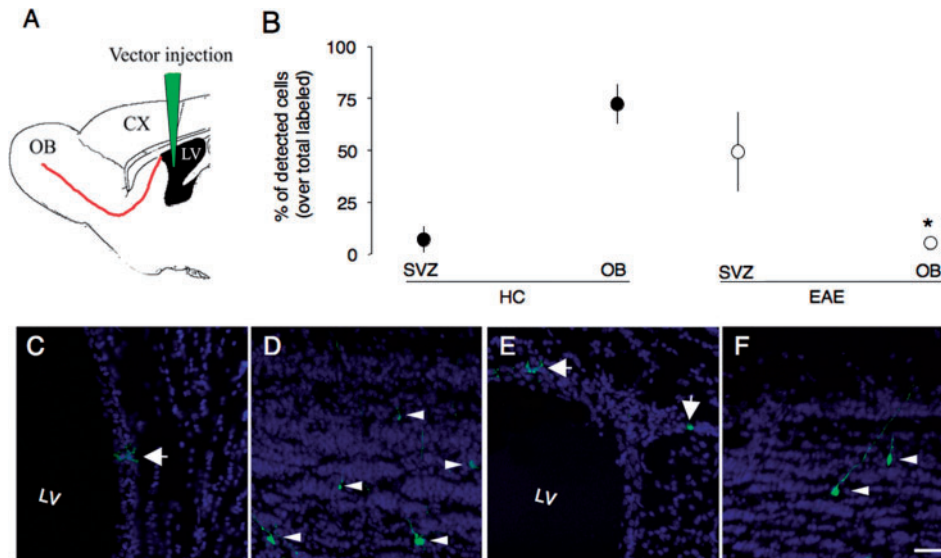 A
Vector injection
CX
OB
LV
B
% of detected cells
(over total labeled)
100
75
50
25
0
*
SVZ
OB
SVZ
OB
HC
EAE
C
D
E
F
LV
LV